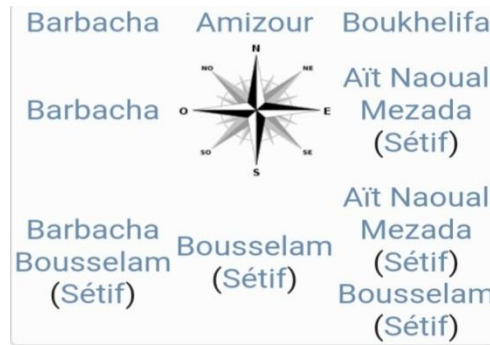 Barbacha Amizour Boukhelifa
N
NO NE
Barbacha O E Aït Naoual
Mezada
(Sétif)
SO SE
S
Barbacha
Bousselam
(Sétif)
Bousselam
(Sétif)
Aït Naoual
Mezada
(Sétif)
Bousselam
(Sétif)